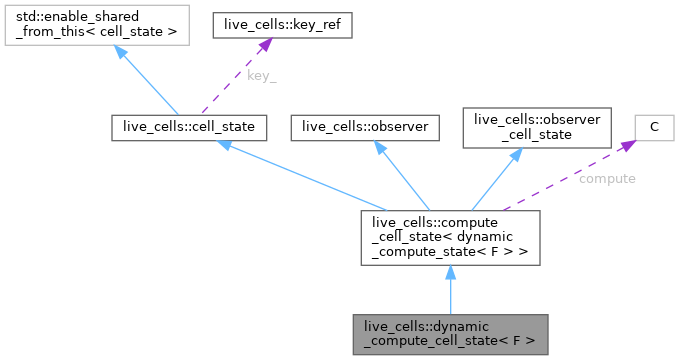 std::enable_shared
_from_this< cell_state >
live_cells::key_ref
key_
live_cells::cell_state
live_cells::observer
live_cells::observer
_cell_state
C
compute
live_cells::compute
_cell_state< dynamic
_compute_state< F > >
live_cells::dynamic
_compute_cell_state< F >